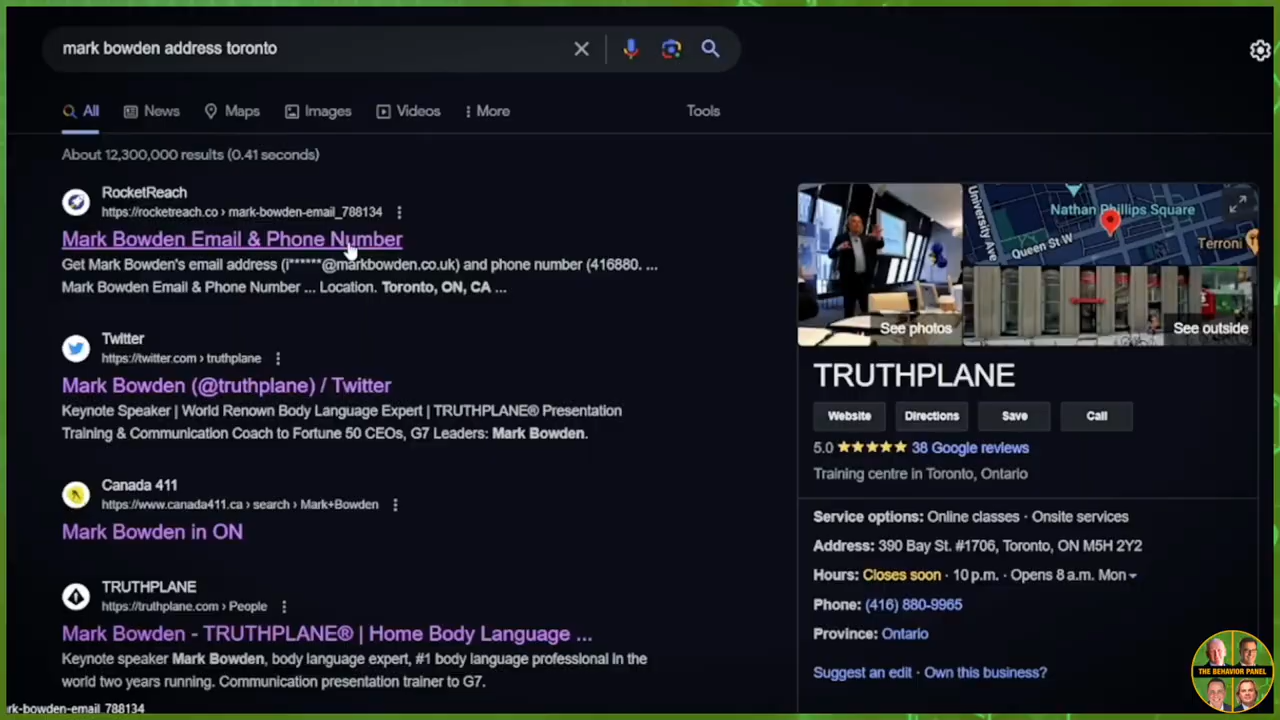 mark bowden address toronto
All
News
Maps
Images
Videos
More
Tools
About 12,300,000 results (0.41 seconds)
RocketReach
https://rocketreach.co › mark-bowden-email_788134
Mark Bowden Email & Phone Number
Get Mark Bowden's email address (i******@markbowden.co.uk) and phone number (416880. ...
Mark Bowden Email & Phone Number ... Location. Toronto, ON, CA ...
Twitter
https://twitter.com › truthplane
Mark Bowden (@truthplane) / Twitter
Keynote Speaker | World Renown Body Language Expert | TRUTHPLANE® Presentation
Training & Communication Coach to Fortune 50 CEOs, G7 Leaders: Mark Bowden.
Canada 411
https://www.canada411.ca › search › Mark+Bowden
Mark Bowden in ON
TRUTHPLANE
https://truthplane.com › People
Mark Bowden - TRUTHPLANE® | Home Body Language ...
Keynote speaker Mark Bowden, body language expert, #1 body language professional in the
world two years running. Communication presentation trainer to G7.
rk-bowden-email_788134
University Ave
Nathan Phillips Square
Queen St W
Terroni
See photos
See outside
TRUTHPLANE
Website
Directions
Save
Call
5.0 ★★★★★ 38 Google reviews
Training centre in Toronto, Ontario
Service options: Online classes · Onsite services
Address: 390 Bay St. #1706, Toronto, ON M5H 2Y2
Hours: Closes soon · 10 p.m. · Opens 8 a.m. Mon
Phone: (416) 880-9965
Province: Ontario
Suggest an edit · Own this business?
THE BEHAVIOR PANEL